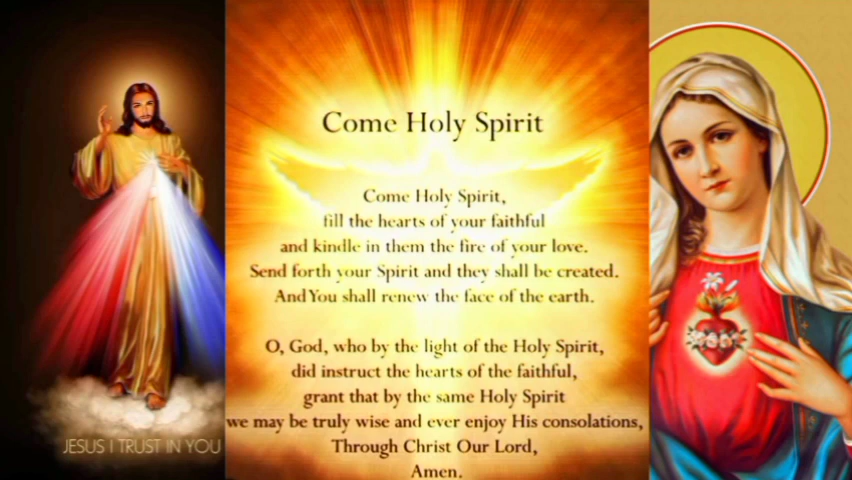 JESUS I TRUST IN YOU
Come Holy Spirit
Come Holy Spirit,
fill the hearts of your faithful
and kindle in them the fire of your love.
Send forth your Spirit and they shall be created.
And You shall renew the face of the earth.
O, God, who by the light of the Holy Spirit,
did instruct the hearts of the faithful,
grant that by the same Holy Spirit
we may be truly wise and ever enjoy His consolations,
Through Christ Our Lord,
Amen.